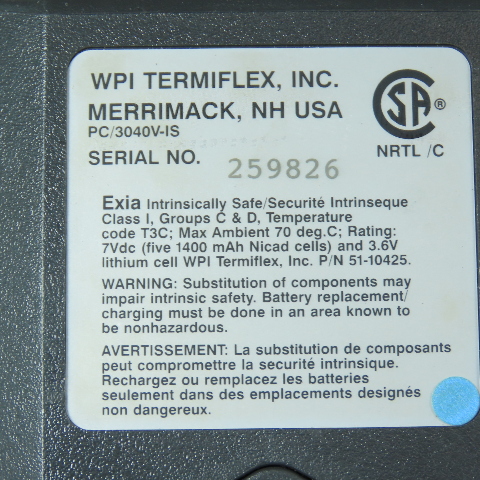 WPI TERMIFLEX, INC.
MERRIMACK, NH USA
PC/3040V-IS
SERIAL NO. 259826
SA ®
NRTL /C
Exia Intrinsically Safe/Securité Intrinseque
Class I, Groups C & D, Temperature
code T3C; Max Ambient 70 deg.C; Rating:
7Vdc (five 1400 mAh Nicad cells) and 3.6V
lithium cell WPI Termiflex, Inc. P/N 51-10425.
WARNING: Substitution of components may
impair intrinsic safety. Battery replacement/
charging must be done in an area known to
be nonhazardous.
AVERTISSEMENT: La substitution de composants
peut compromettre la securité intrinsique.
Rechargez ou remplacez les batteries
seulement dans des emplacements designés
non dangereux.